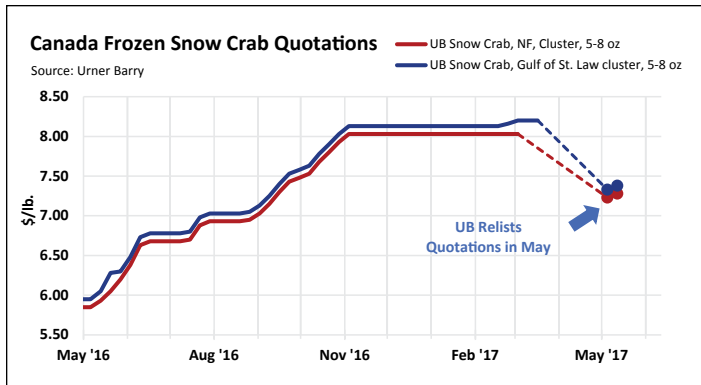 Canada Frozen Snow Crab Quotations
Source: Urner Barry
UB Snow Crab, NF, Cluster, 5-8 oz
UB Snow Crab, Gulf of St. Law cluster, 5-8 oz
$/lb.
8.50
8.00
7.50
7.00
6.50
6.00
5.50
UB Relists
Quotations in May
May '16
Aug '16
Nov '16
Feb '17
May '17